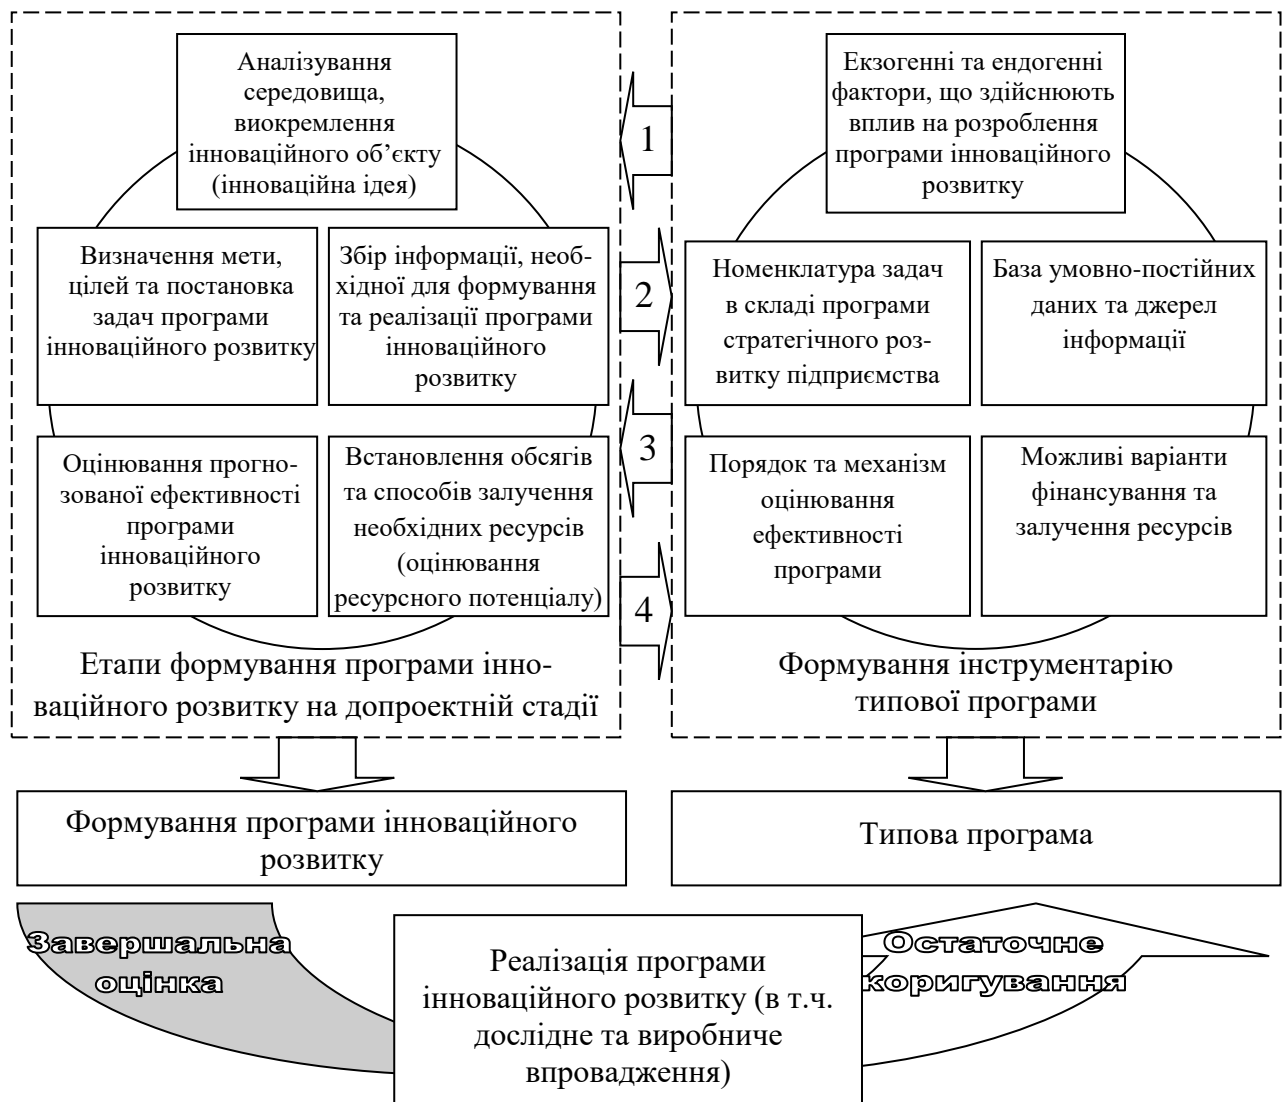 Аналізування
середовища,
виокремлення
інноваційного об’єкту
(інноваційна ідея)
Визначення мети,
цілей та постановка
задач програми
інноваційного розвитку
Збір інформації, необ-
хідної для формування
та реалізації програми
інноваційного
розвитку
Оцінювання прогно-
зованої ефективності
програми
інноваційного
розвитку
Встановлення обсягів
та способів залучення
необхідних ресурсів
(оцінювання
ресурсного потенціалу)
Етапи формування програми інно-
ваційного розвитку на допроектній стадії
1
2
3
4
Екзогенні та ендогенні
фактори, що здійснюють
вплив на розроблення
програми інноваційного
розвитку
Номенклатура задач
в складі програми
стратегічного роз-
витку підприємства
База умовно-постійних
даних та джерел
інформації
Порядок та механізм
оцінювання
ефективності
програми
Можливі варіанти
фінансування та
залучення ресурсів
Формування інструментарію
типової програми
Формування програми інноваційного
розвитку
Типова програма
Завершальна
оцінка
Реалізація програми
інноваційного розвитку (в т.ч.
дослідне та виробниче
впровадження)
Остаточне
коригування